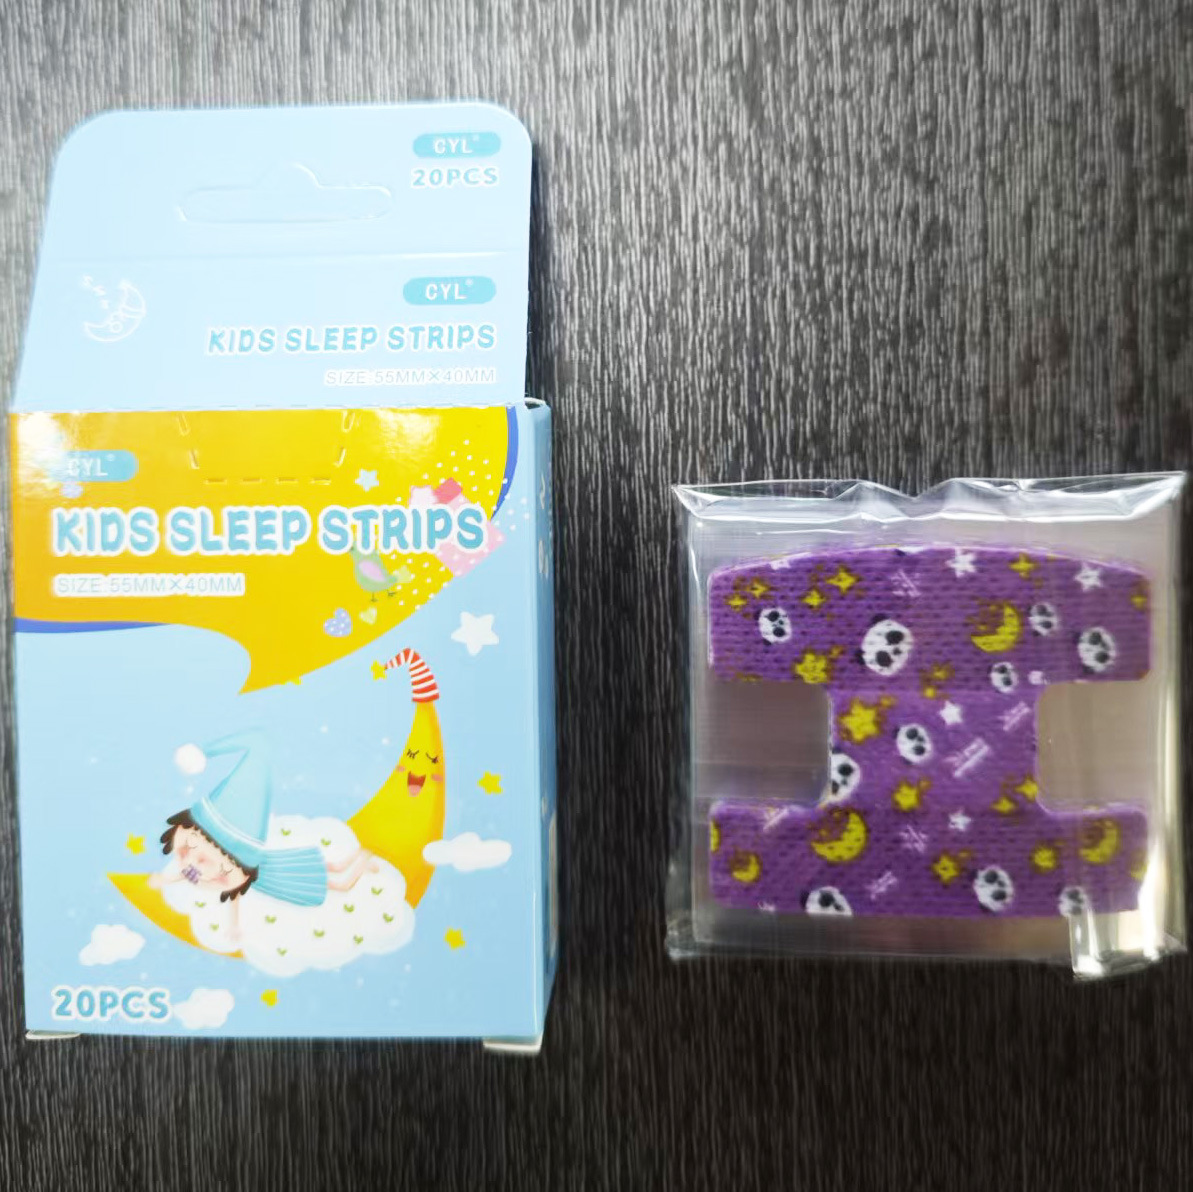 CYL®
20PCS
CYL®
KIDS SLEEP STRIPS
SIZE:55MM×40MM
CYL®
KIDS SLEEP STRIPS
SIZE:55MM×40MM
20PCS